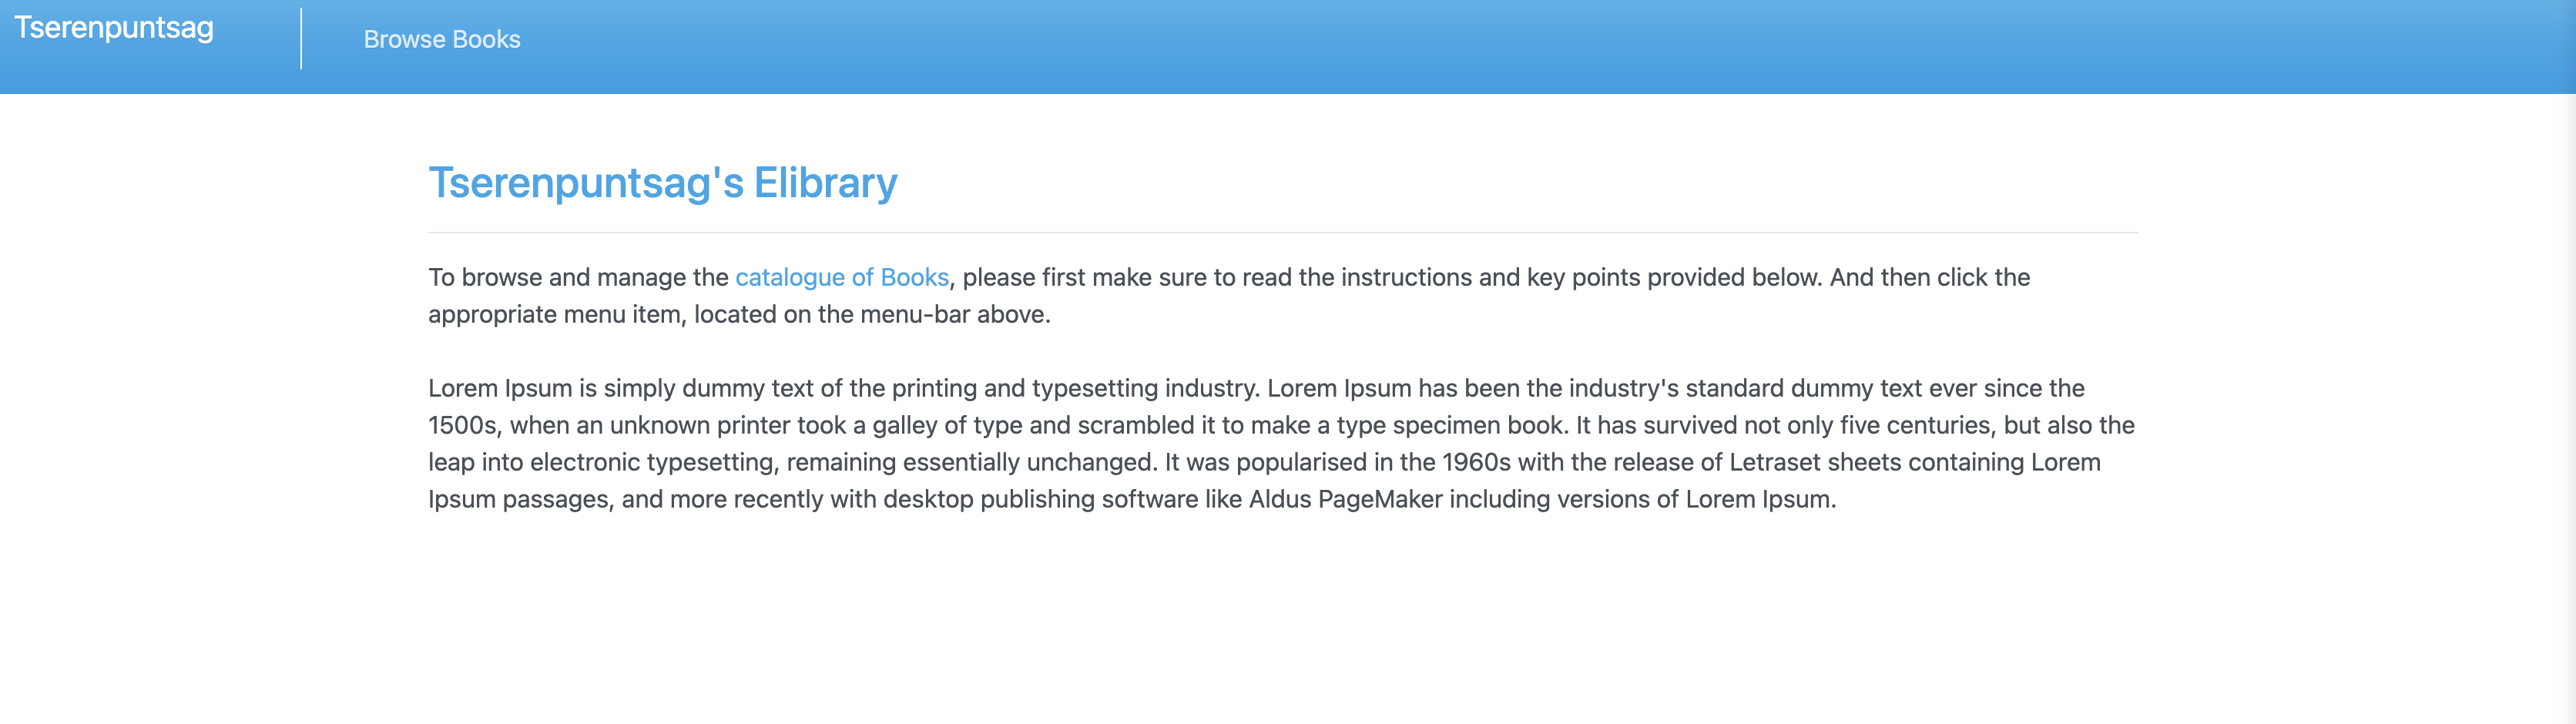 Tserenpuntsag
Browse Books
Tserenpuntsag's Elibrary
To browse and manage the catalogue of Books, please first make sure to read the instructions and key points provided below. And then click the
appropriate menu item, located on the menu-bar above.
Lorem Ipsum is simply dummy text of the printing and typesetting industry. Lorem Ipsum has been the industry's standard dummy text ever since the
1500s, when an unknown printer took a galley of type and scrambled it to make a type specimen book. It has survived not only five centuries, but also the
leap into electronic typesetting, remaining essentially unchanged. It was popularised in the 1960s with the release of Letraset sheets containing Lorem
Ipsum passages, and more recently with desktop publishing software like Aldus PageMaker including versions of Lorem Ipsum.